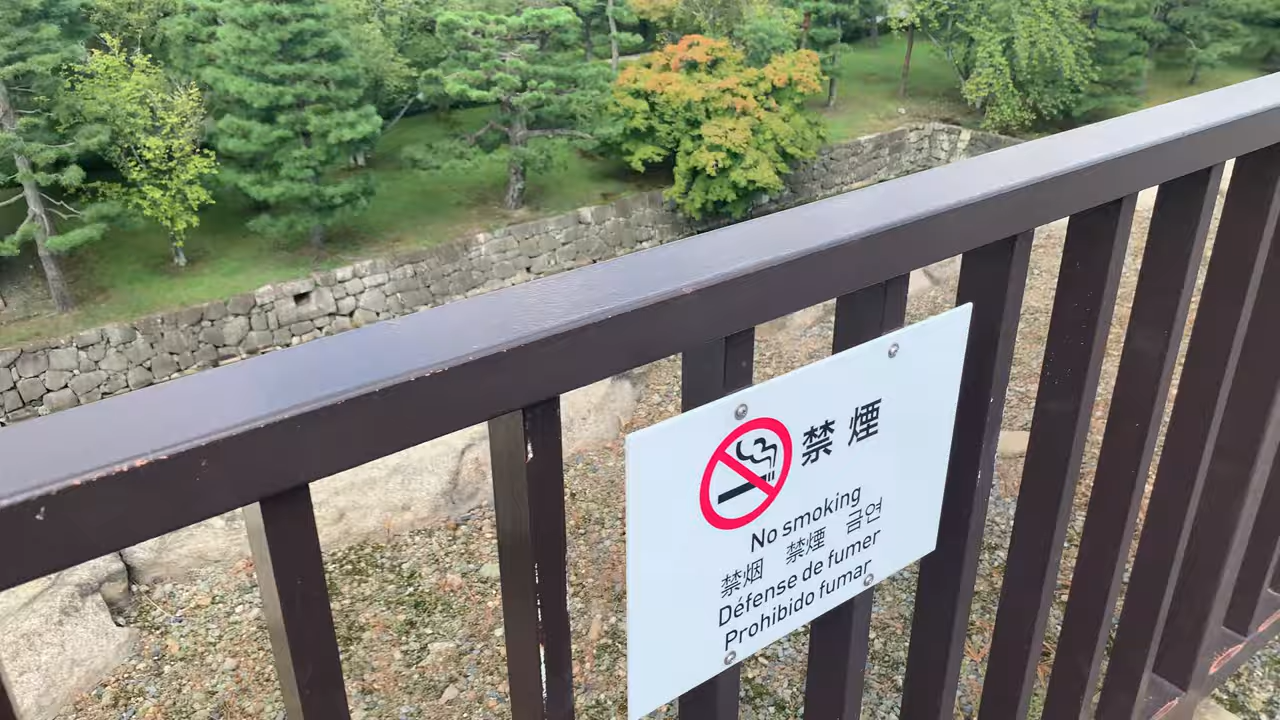 禁煙
No smoking
禁烟 禁煙 금연
Défense de fumer
Prohibido fumar